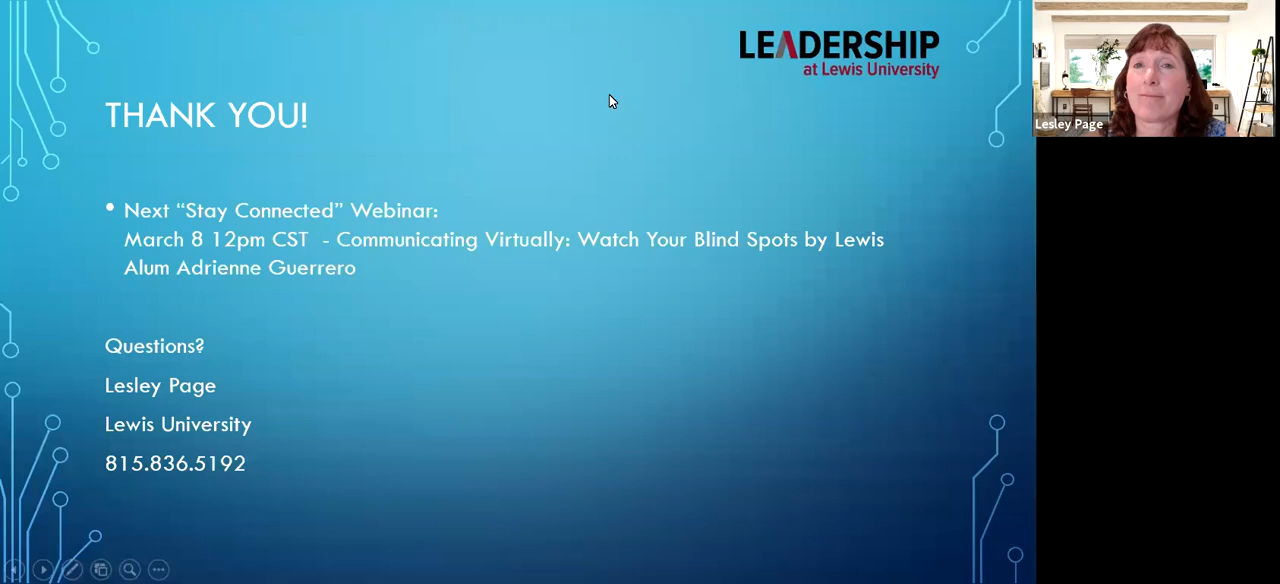 LEADERSHIP
at Lewis University
THANK YOU!
• Next “Stay Connected” Webinar:
March 8 12pm CST - Communicating Virtually: Watch Your Blind Spots by Lewis
Alum Adrienne Guerrero
Questions?
Lesley Page
Lewis University
815.836.5192
Lesley Page